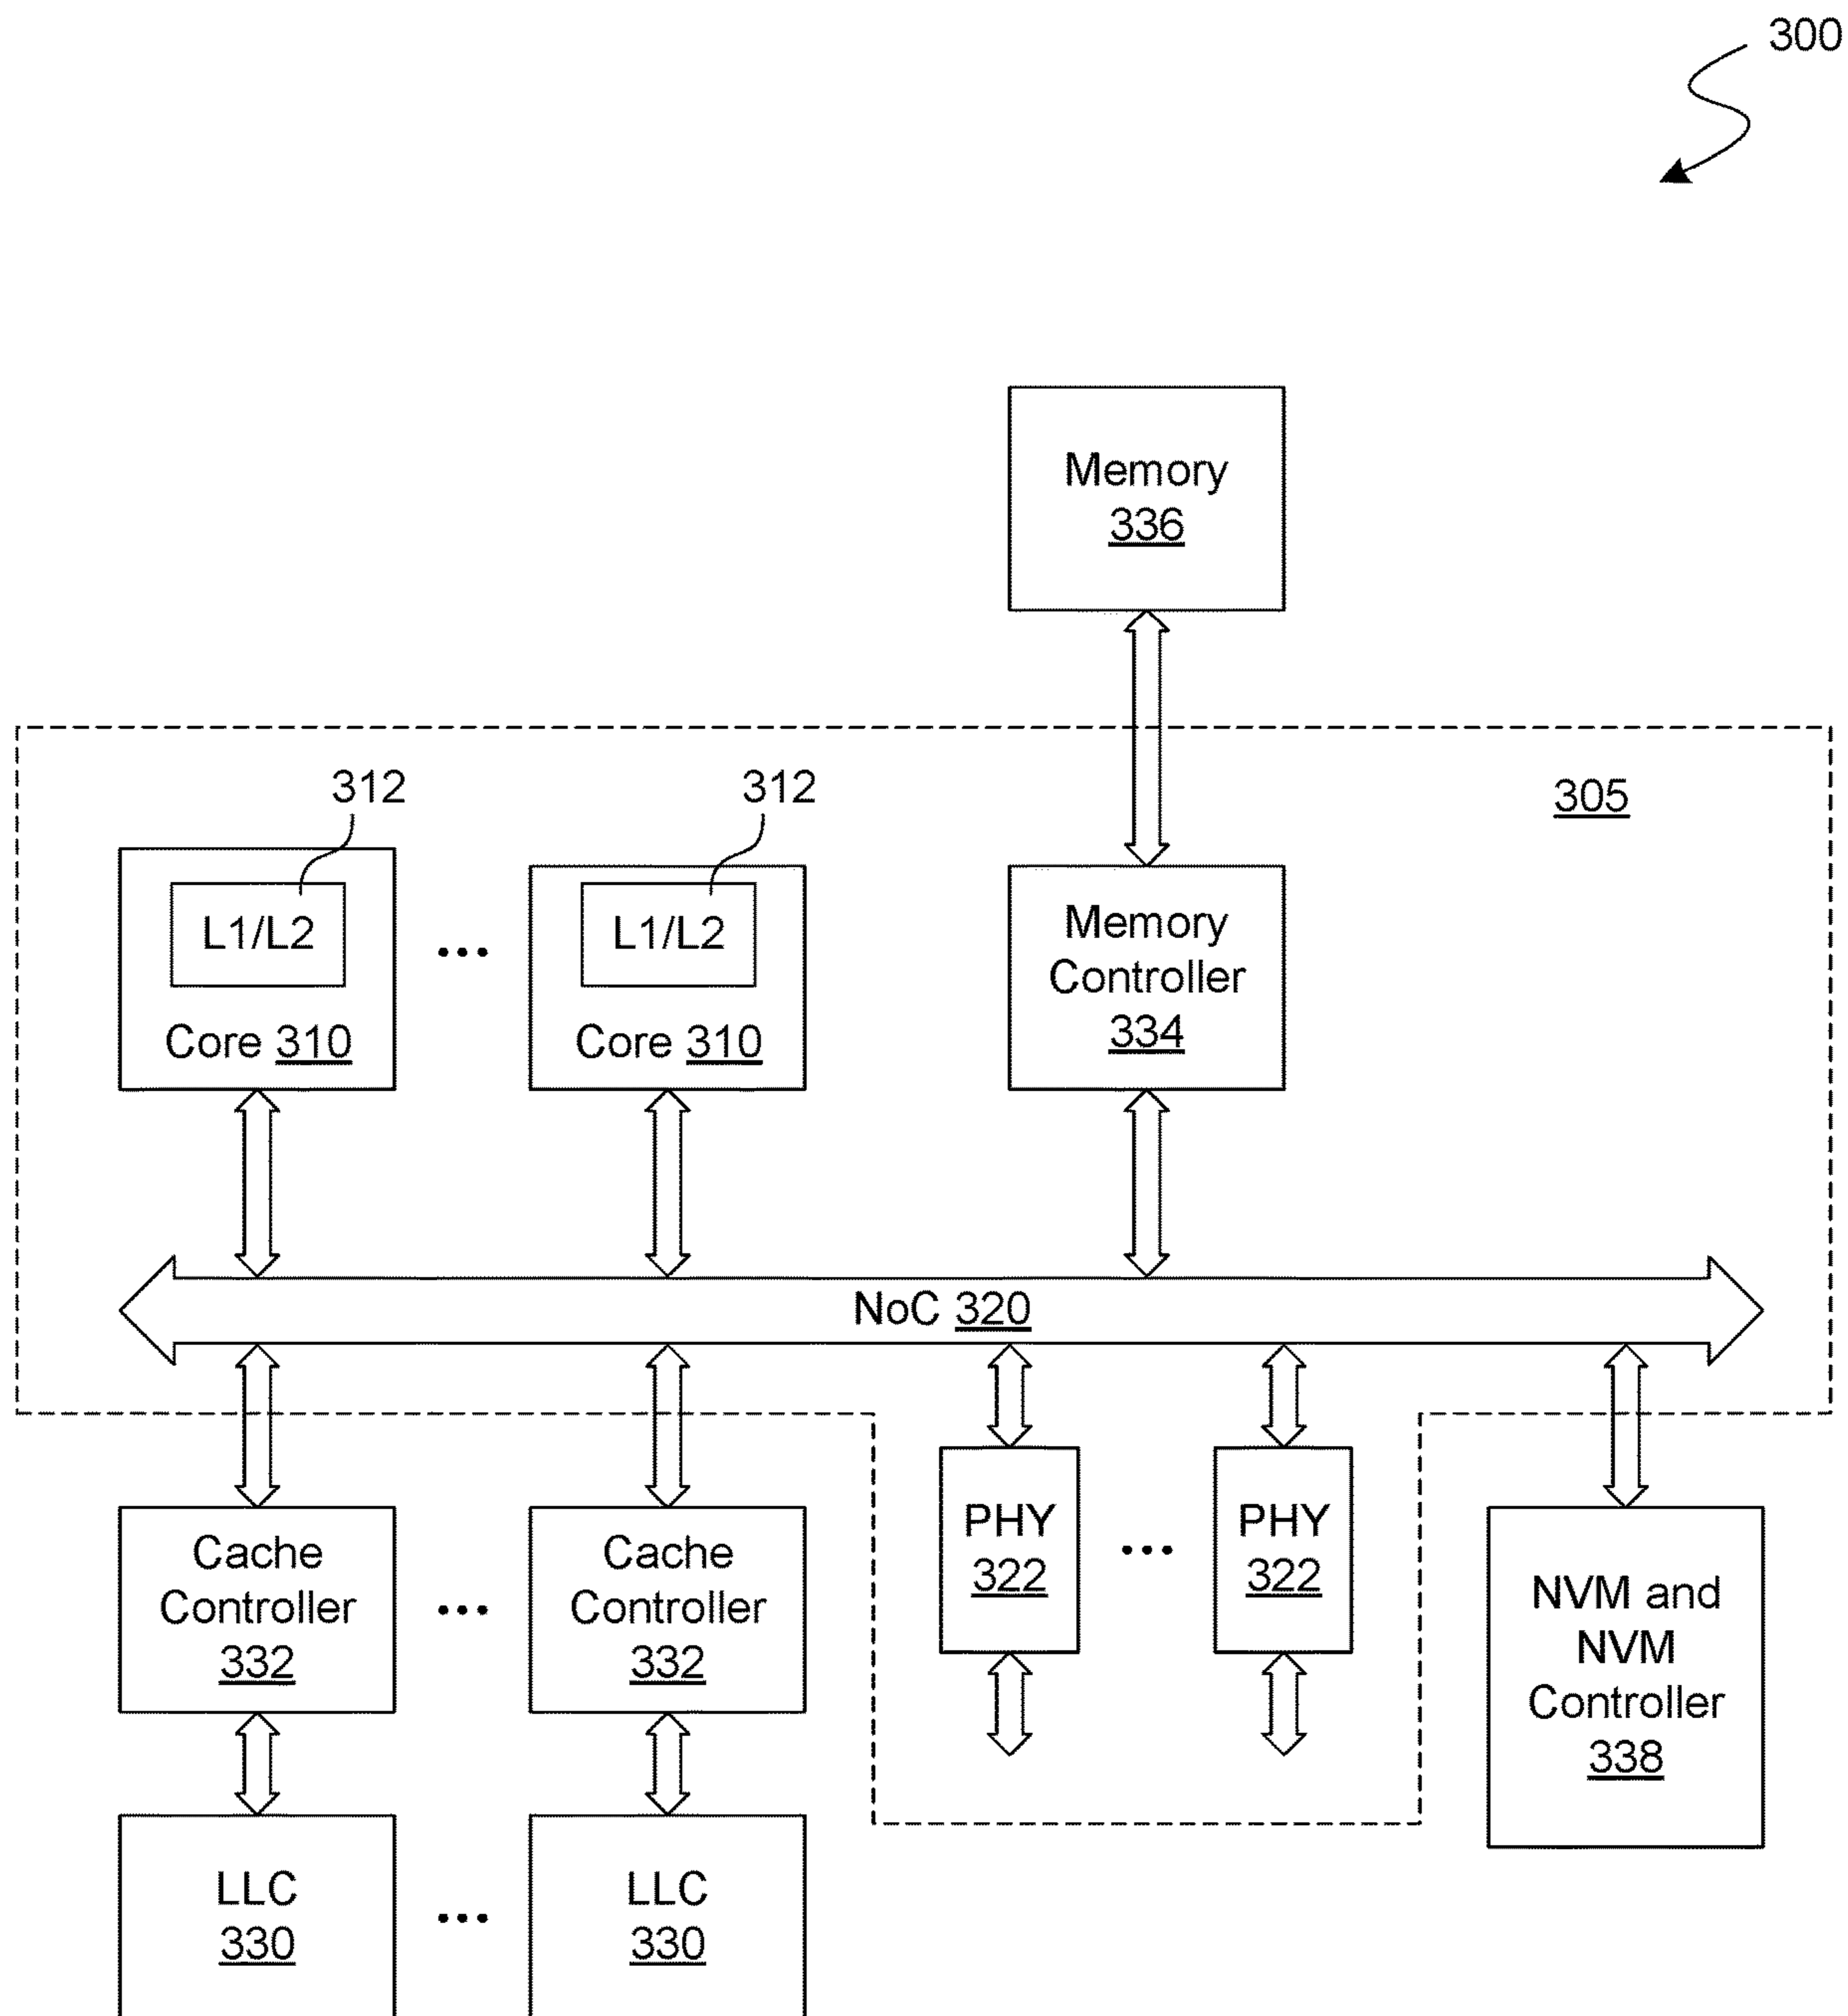 300
Memory
336
305
312
312
L1/L2
L1/L2
...
Core 310
Core 310
Memory
Controller
334
NoC 320
Cache
Controller
332
...
Cache
Controller
332
PHY
322
...
PHY
322
NVM and
NVM
Controller
338
LLC
330
...
LLC
330